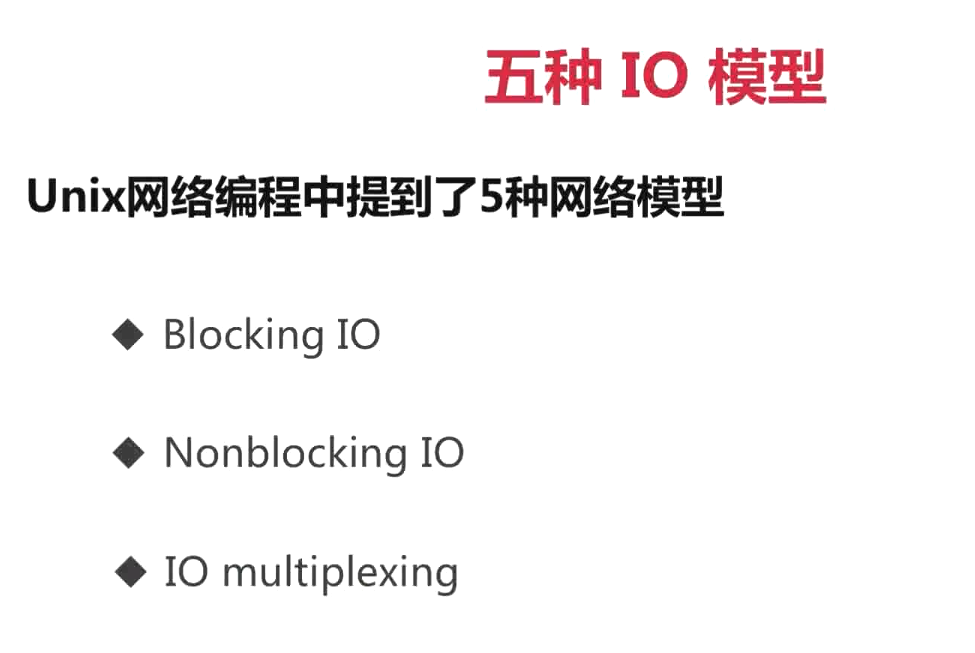 五种 IO 模型
Unix网络编程中提到了5种网络模型
◆ Blocking IO
◆ Nonblocking IO
◆ IO multiplexing